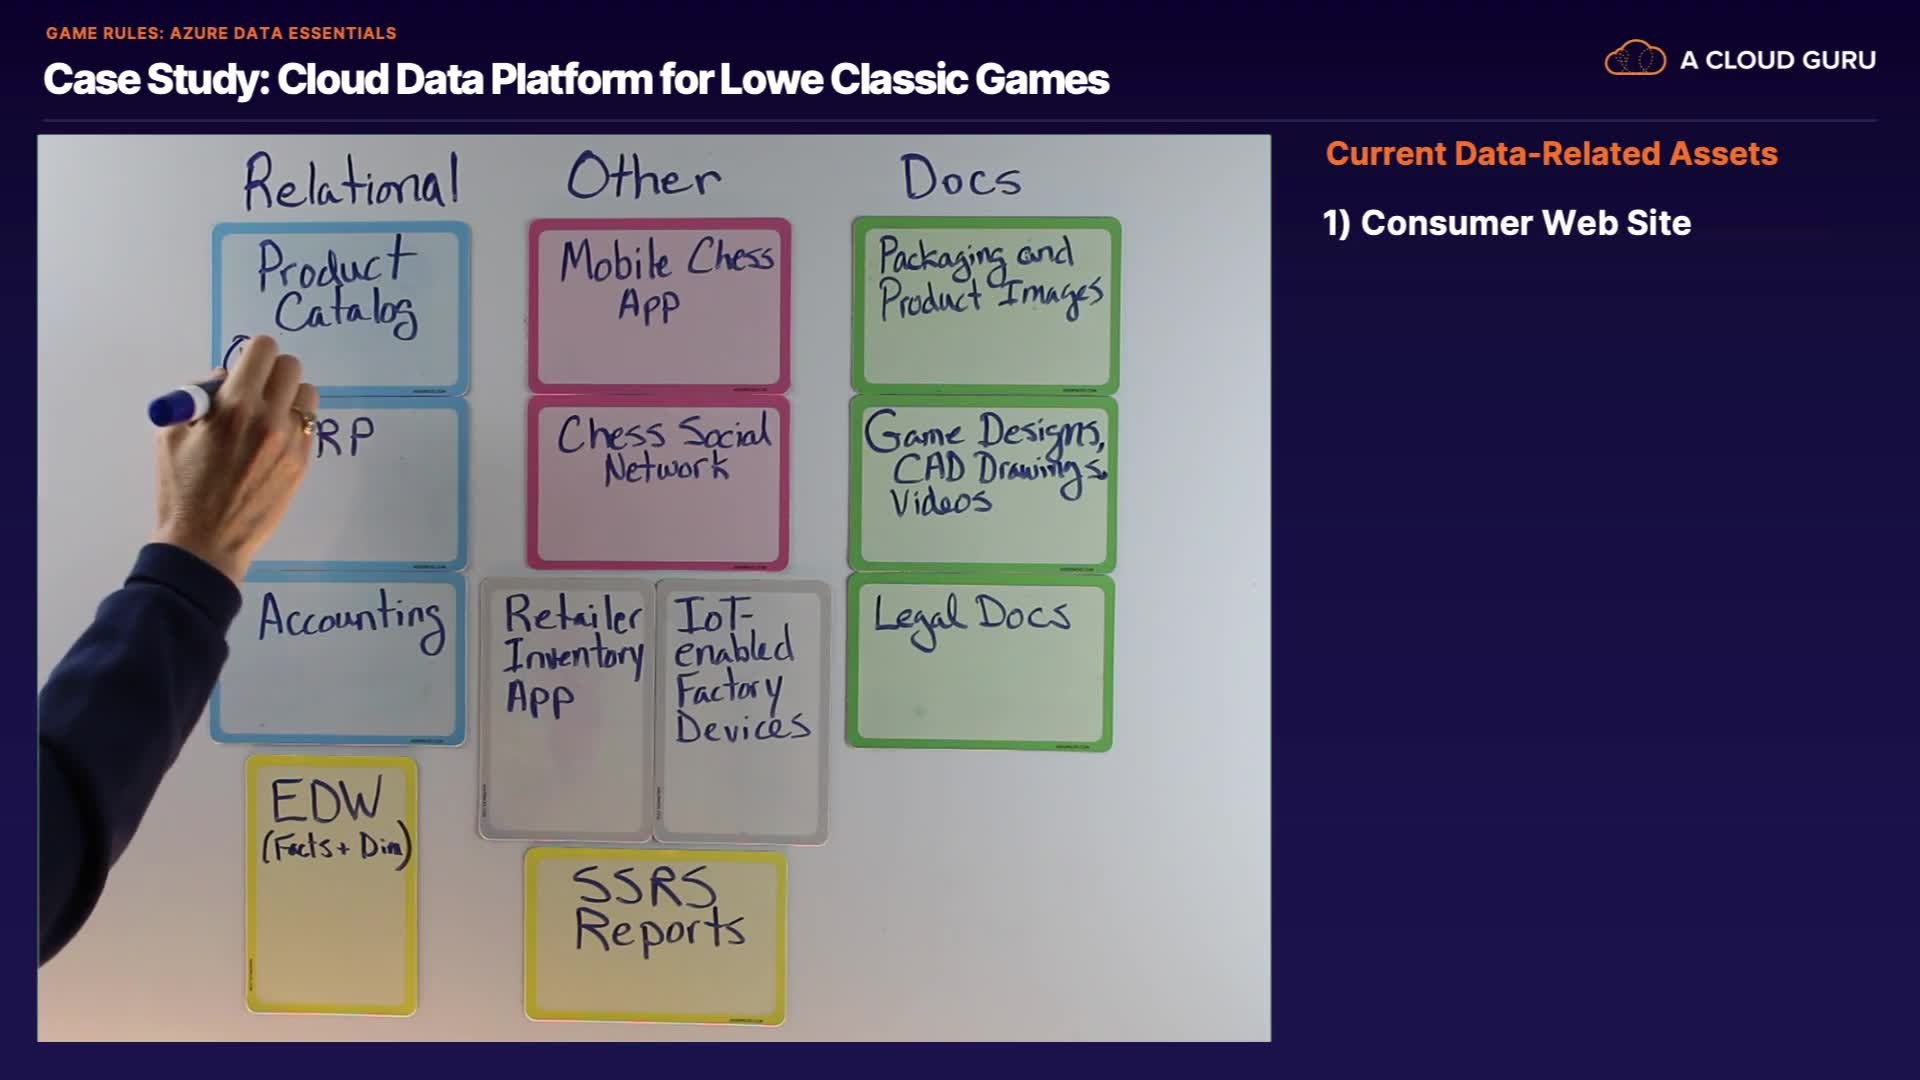 GAME RULES: AZURE DATA ESSENTIALS
Case Study: Cloud Data Platform for Lowe Classic Games
A CLOUD GURU
Current Data-Related Assets
1) Consumer Web Site
Relational
Product
Catalog
RP
Accounting
EDW
(Facts + Dim)
Other
Mobile Chess
App
Chess Social
Network
Retailer
Inventory
App
IoT-
enabled
Factory
Devices
SSRS
Reports
Docs
Packaging and
Product Images
Game Designs,
CAD Drawings,
Videos
Legal Docs